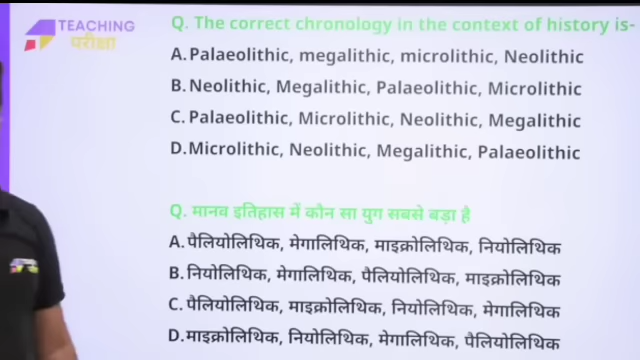 TEACHING
परीक्षा
Q. The correct chronology in the context of history is-
A. Palaeolithic, megalithic, microlithic, Neolithic
B. Neolithic, Megalithic, Palaeolithic, Microlithic
C. Palaeolithic, Microlithic, Neolithic, Megalithic
D. Microlithic, Neolithic, Megalithic, Palaeolithic
Q. मानव इतिहास में कौन सा युग सबसे बड़ा है
A. पैलियोलिथिक, मेगालिथिक, माइक्रोलिथिक, नियोलिथिक
B. नियोलिथिक, मेगालिथिक, पैलियोलिथिक, माइक्रोलिथिक
C. पैलियोलिथिक, माइक्रोलिथिक, नियोलिथिक, मेगालिथिक
D. माइक्रोलिथिक, नियोलिथिक, मेगालिथिक, पैलियोलिथिक